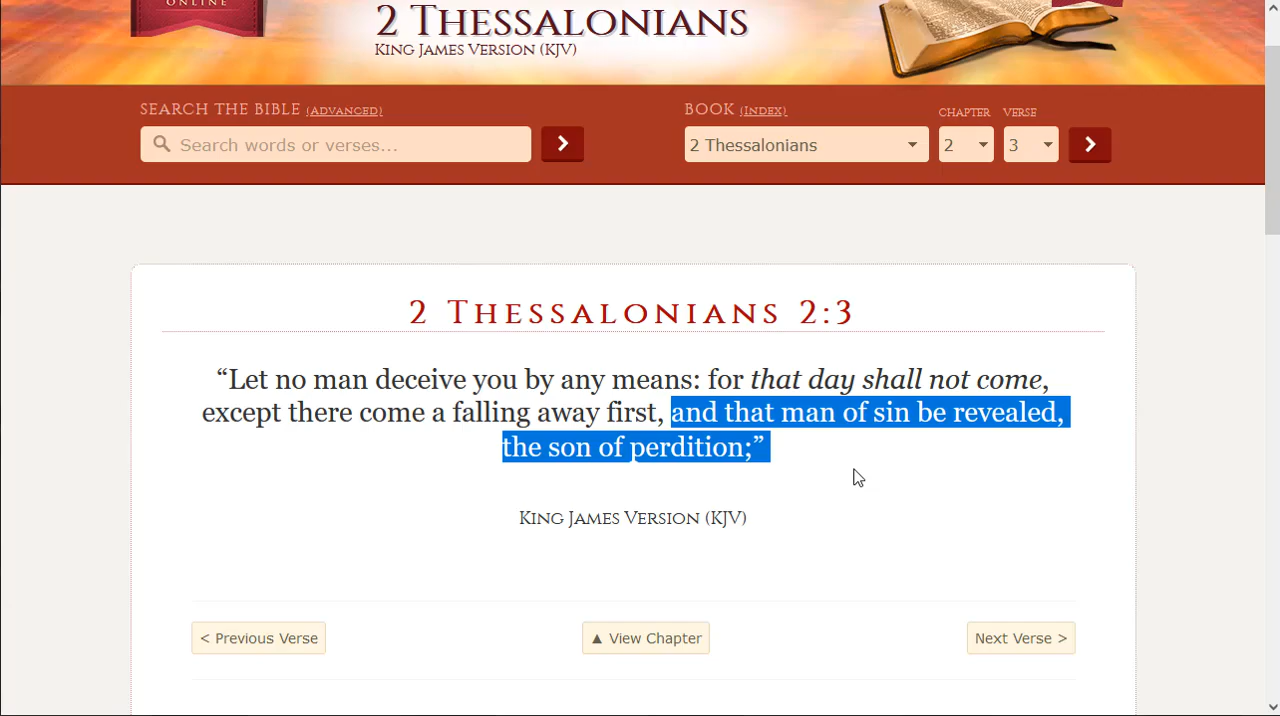 ONLINE
2 Thessalonians
King James Version (KJV)
Search the Bible (Advanced)
Book (Index)
Chapter
Verse
Search words or verses...
2 Thessalonians
2
3
2 Thessalonians 2:3
“Let no man deceive you by any means: for that day shall not come,
except there come a falling away first, and that man of sin be revealed,
the son of perdition;”
King James Version (KJV)
< Previous Verse
▲ View Chapter
Next Verse >